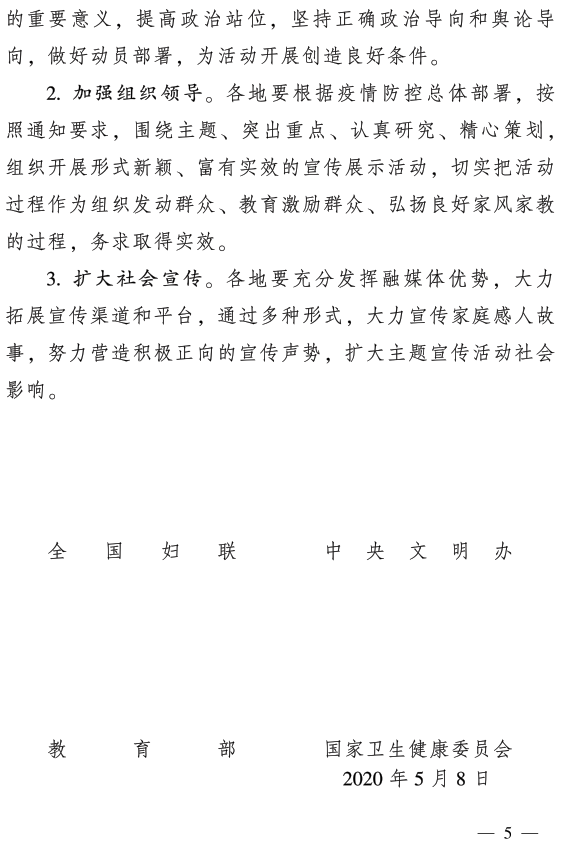 的重要意义，提高政治站位，坚持正确政治导向和舆论导
向，做好动员部署，为活动开展创造良好条件。
2. 加强组织领导。各地要根据疫情防控总体部署，按
照通知要求，围绕主题、突出重点、认真研究、精心策划，
组织开展形式新颖、富有实效的宣传展示活动，切实把活动
过程作为组织发动群众、教育激励群众、弘扬良好家风家教
的过程，务求取得实效。
3. 扩大社会宣传。各地要充分发挥融媒体优势，大力
拓展宣传渠道和平台，通过多种形式，大力宣传家庭感人故
事，努力营造积极正向的宣传声势，扩大主题宣传活动社会
影响。
全国妇联 中央文明办
教育部 国家卫生健康委员会
2020 年 5 月 8 日
— 5 —